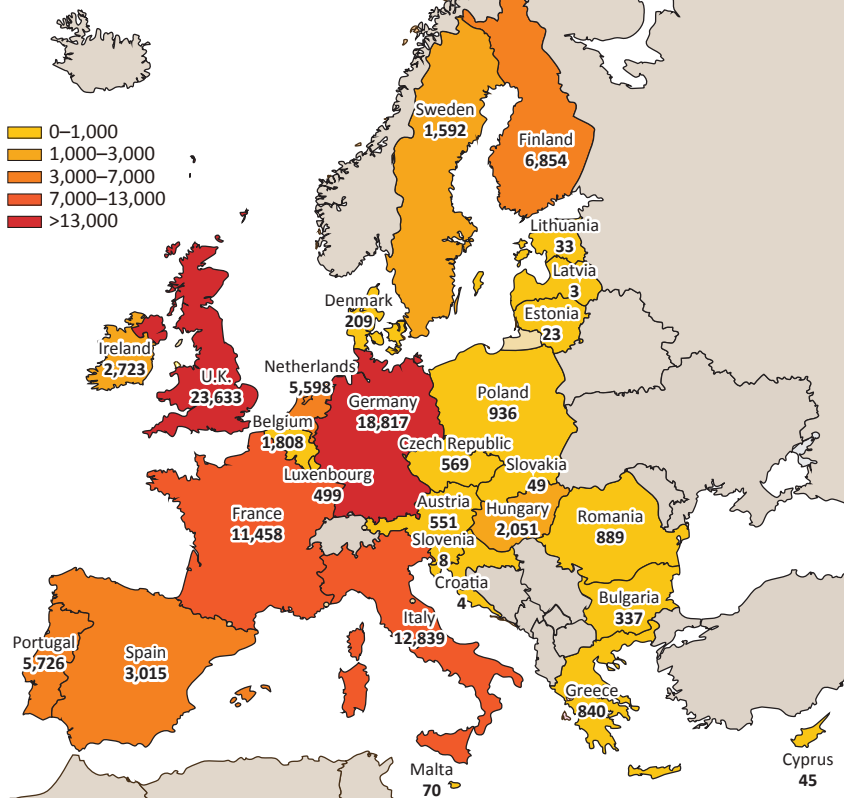 0–1,000
1,000–3,000
3,000–7,000
7,000–13,000
>13,000
Sweden
1,592
Finland
6,854
Lithuania
33
Latvia
3
Estonia
23
Denmark
209
Ireland
2,723
U.K.
23,633
Netherlands
5,598
Germany
18,817
Poland
936
Belgium
1,808
Czech Republic
569
Luxembourg
499
Slovakia
49
France
11,458
Austria
551
Hungary
2,051
Romania
889
Slovenia
8
Croatia
4
Bulgaria
337
Italy
12,839
Portugal
5,726
Spain
3,015
Greece
840
Malta
70
Cyprus
45